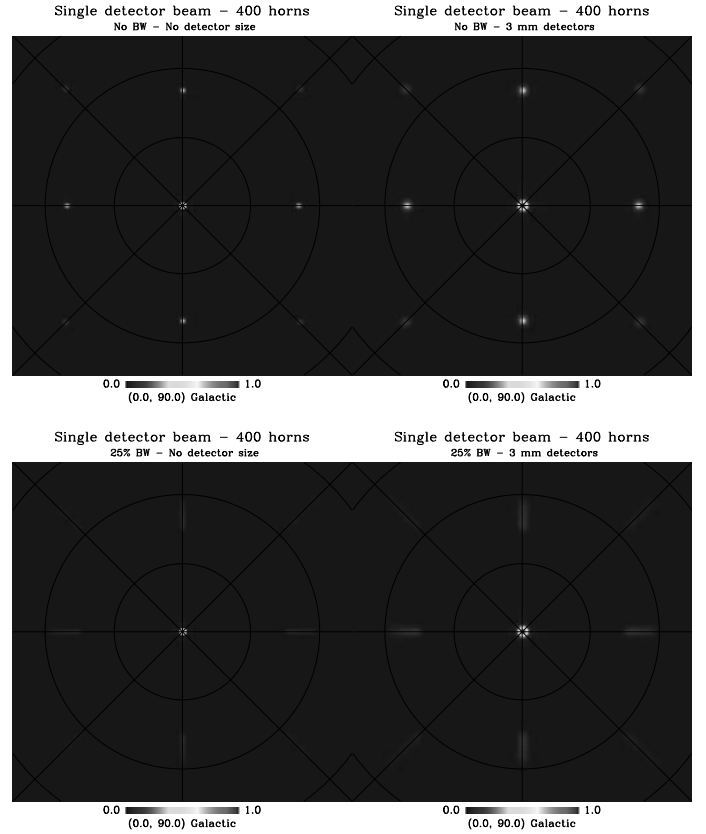 Single detector beam – 400 horns
No BW – No detector size
0.0 1.0
(0.0, 90.0) Galactic
Single detector beam – 400 horns
No BW – 3 mm detectors
0.0 1.0
(0.0, 90.0) Galactic
Single detector beam – 400 horns
25% BW – No detector size
0.0 1.0
(0.0, 90.0) Galactic
Single detector beam – 400 horns
25% BW – 3 mm detectors
0.0 1.0
(0.0, 90.0) Galactic